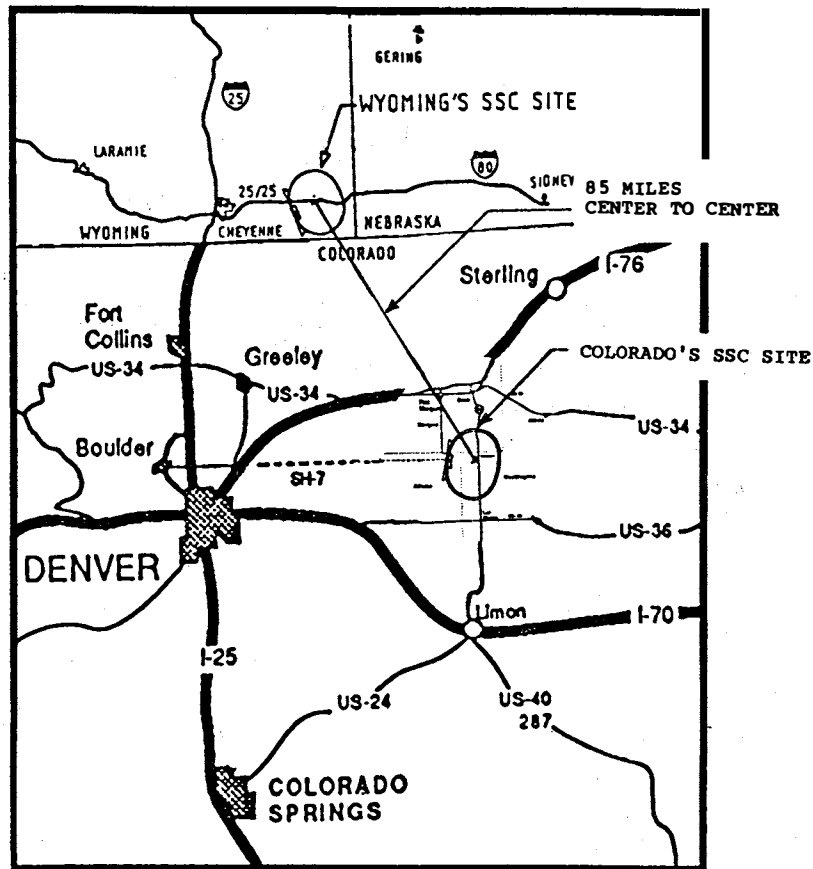 GERING
25
WYOMING'S SSC SITE
LARAMIE
80
25/25
SIDNEY
85 MILES
CENTER TO CENTER
WYOMING
CHEYENNE
NEBRASKA
COLORADO
I-76
Sterling
Fort
Collins
COLORADO'S SSC SITE
US-34
Greeley
US-34
US-34
Boulder
SH-7
US-36
DENVER
Limon
I-70
I-25
US-24
US-40
287
COLORADO
SPRINGS